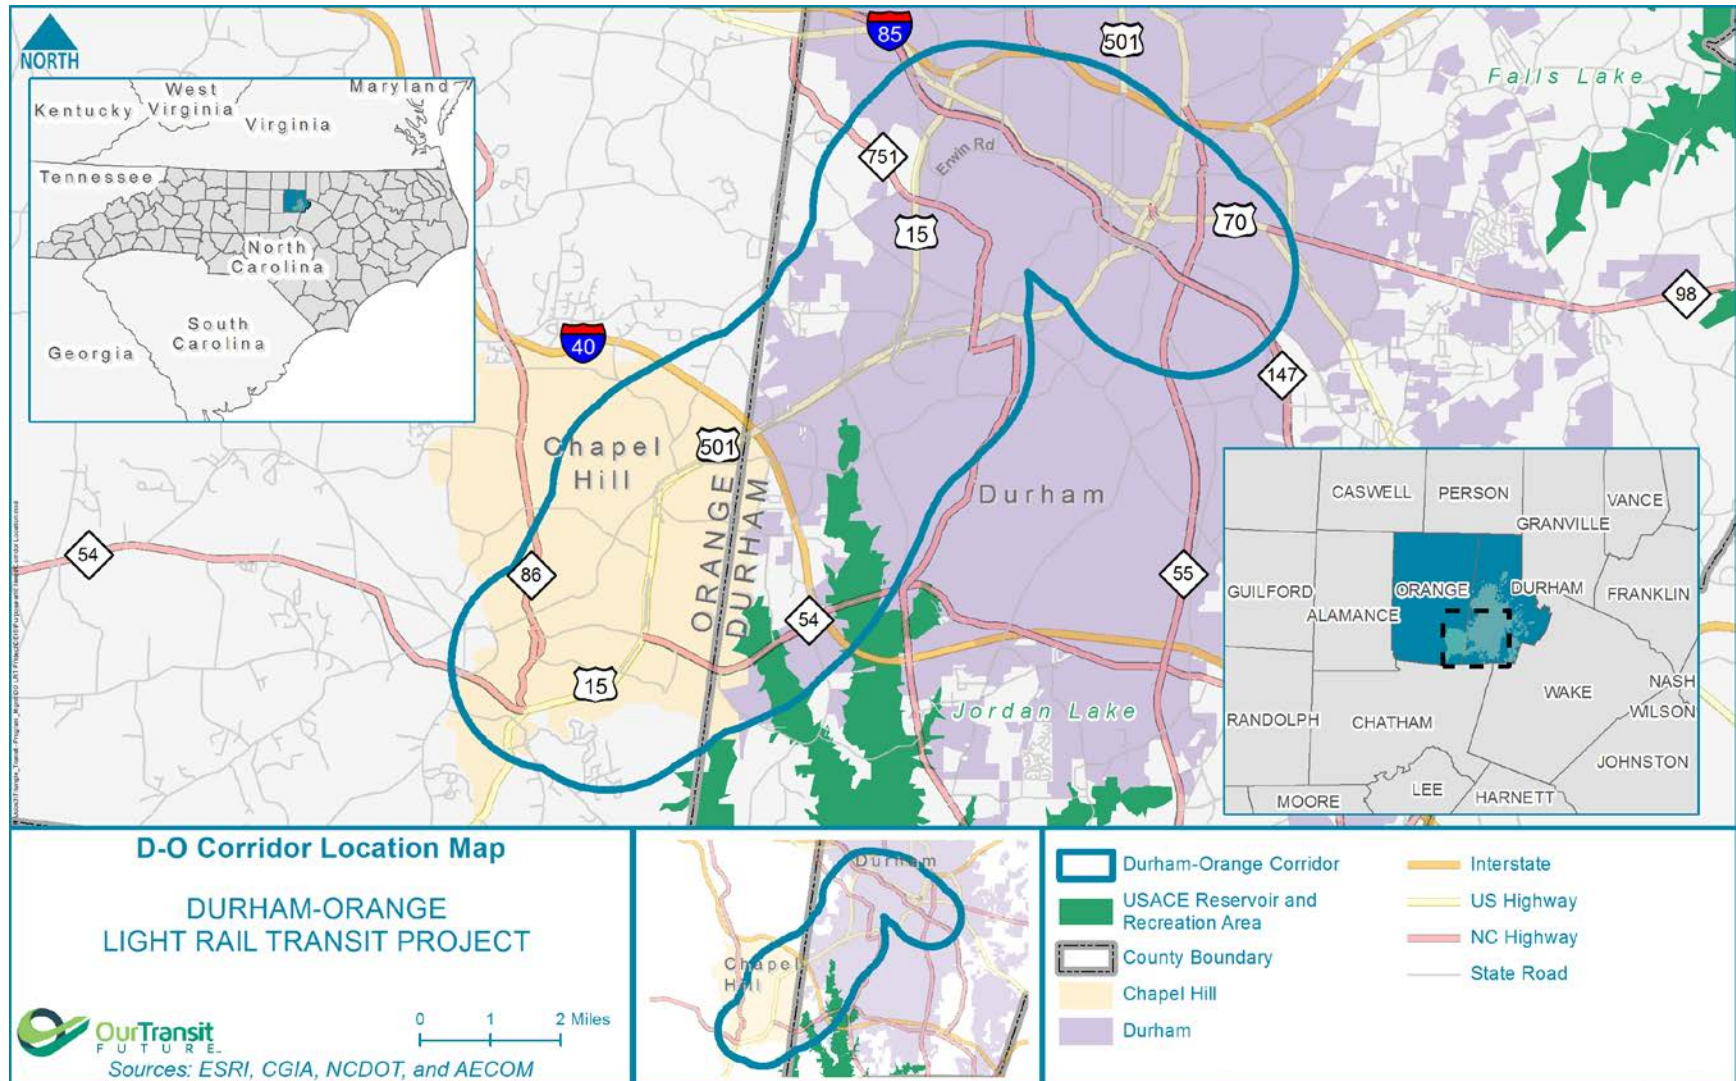 NORTH
West
Virginia
Maryland
Kentucky
Virginia
Tennessee
North
Carolina
South
Carolina
Georgia
85
501
Falls Lake
751
Erwin Rd
15
70
98
40
147
Chapel
Hill
501
ORANGE
DURHAM
Durham
54
86
54
55
15
Jordan Lake
CASWELL
PERSON
VANCE
GRANVILLE
GUILFORD
ORANGE
DURHAM
FRANKLIN
ALAMANCE
NASH
WAKE
WILSON
RANDOLPH
CHATHAM
JOHNSTON
LEE
MOORE
HARNETT
D-O Corridor Location Map
DURHAM-ORANGE
LIGHT RAIL TRANSIT PROJECT
OurTransit
FUTURE
0 1 2 Miles
Sources: ESRI, CGIA, NCDOT, and AECOM
Durham
Chapel
Hill
Durham-Orange Corridor
USACE Reservoir and
Recreation Area
County Boundary
Chapel Hill
Durham
Interstate
US Highway
NC Highway
State Road